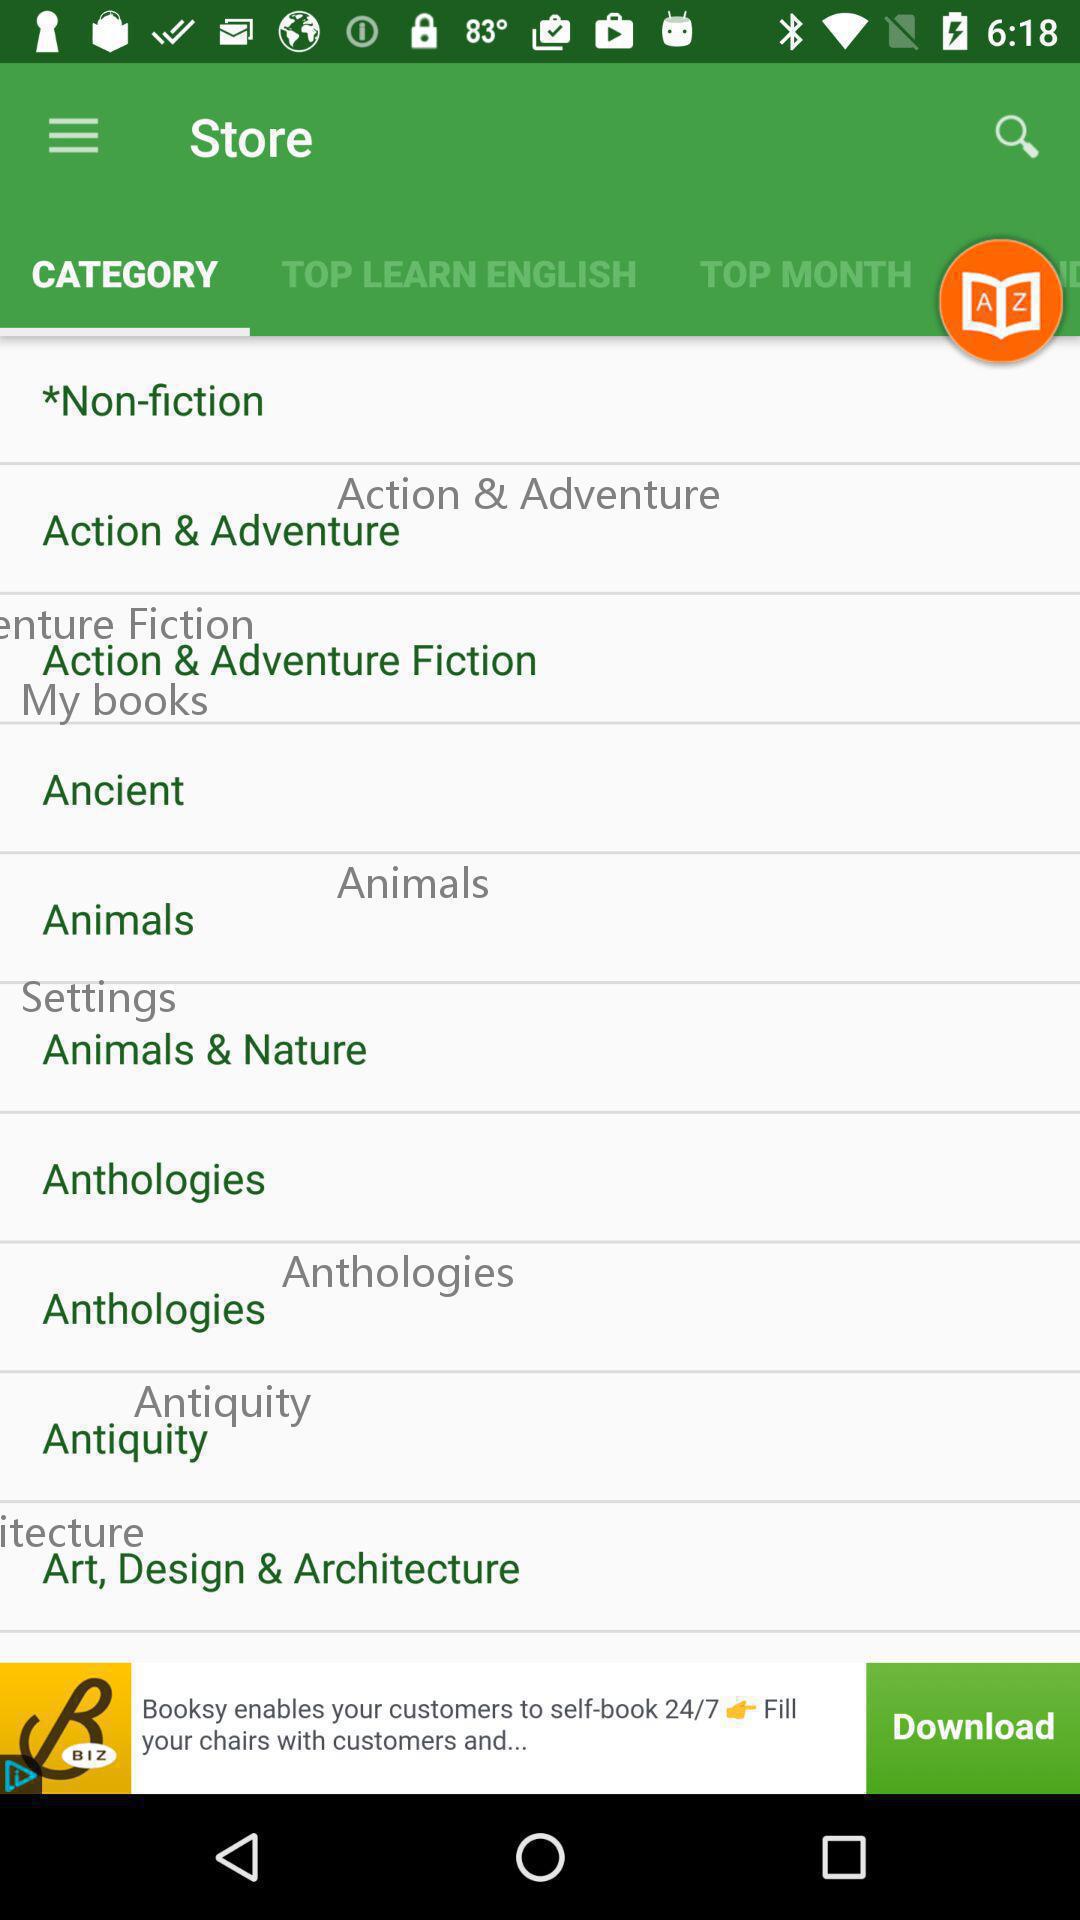 83° 6:18
Store
CATEGORY TOP LEARN ENGLISH TOP MONTH
A Z
*Non-fiction
Action & Adventure
Action & Adventure
enture Fiction
Action & Adventure Fiction
My books
Ancient
Animals
Animals
Settings
Animals & Nature
Anthologies
Anthologies
Anthologies
Antiquity
Antiquity
itecture
Art, Design & Architecture
B BIZ
Booksy enables your customers to self-book 24/7 👉 Fill
your chairs with customers and...
Download